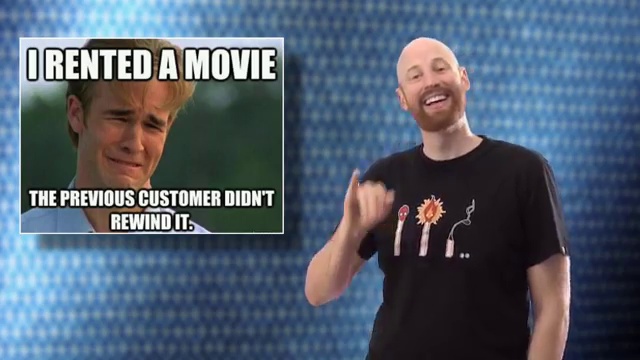 I RENTED A MOVIE
THE PREVIOUS CUSTOMER DIDN'T
REWIND IT.